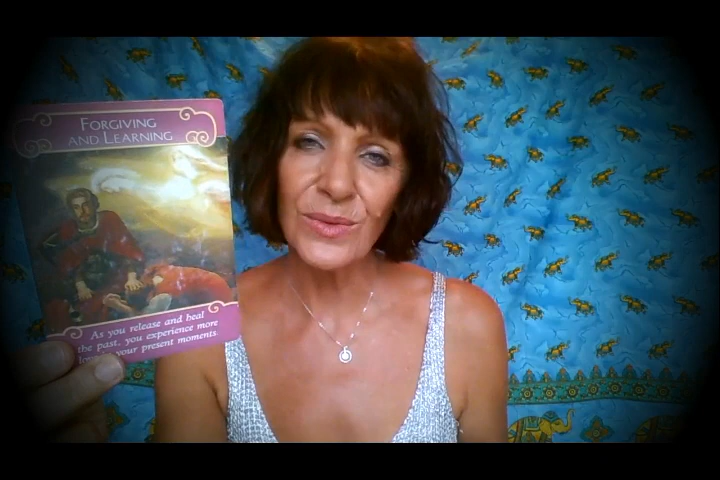 FORGIVING
AND LEARNING
As you release and heal
the past, you experience more
your present moments.